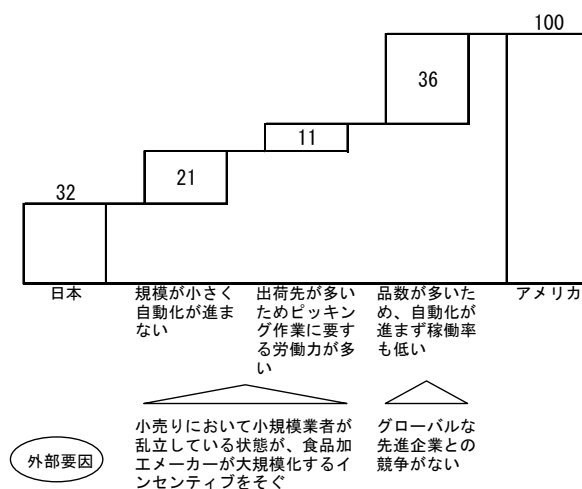 100
36
11
21
32
日本
規模が小さく
自動化が進ま
ない
出荷先が多い
ためピッキン
グ作業に要す
る労働力が多
い
品数が多いた
め、自動化が
進まず稼働率
も低い
アメリカ
小売りにおいて小規模業者が
乱立している状態が、食品加
工メーカーが大規模化するイ
ンセンティブをそぐ
グローバルな
先進企業との
競争がない
外部要因